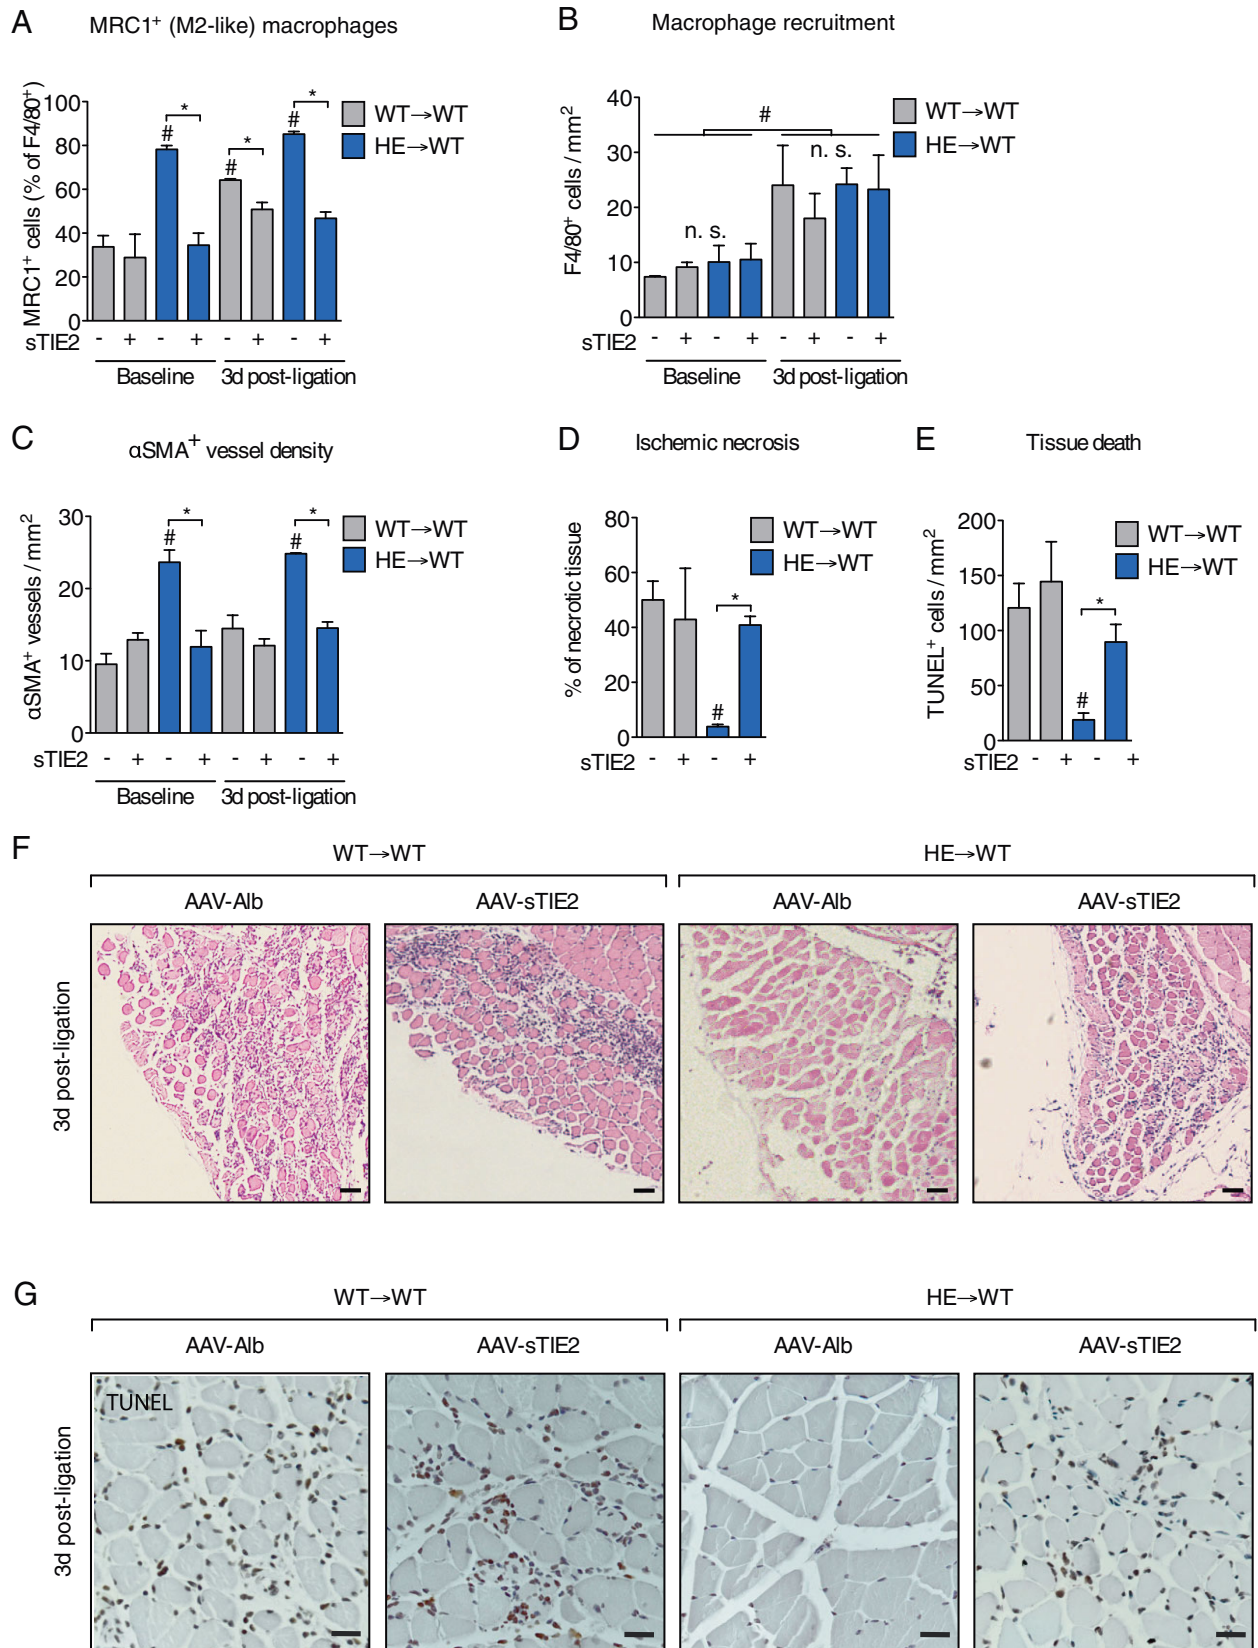 A MRC1+ (M2-like) macrophages
MRC1+ cells (% of F4/80+)
100
80
60
40
20
0
# * # * # *
WT→WT
HE→WT
sTIE2 - + - + - + - +
Baseline 3d post-ligation
B Macrophage recruitment
F4/80+ cells / mm2
40
30
20
10
0
#
n. s. n. s.
WT→WT
HE→WT
sTIE2 - + - + - + - +
Baseline 3d post-ligation
C αSMA+ vessel density
αSMA+ vessels / mm2
30
20
10
0
# * # *
WT→WT
HE→WT
sTIE2 - + - + - + - +
Baseline 3d post-ligation
D Ischemic necrosis
% of necrotic tissue
80
60
40
20
0
# *
WT→WT
HE→WT
sTIE2 - + - +
E Tissue death
TUNEL+ cells / mm2
200
150
100
50
0
# *
WT→WT
HE→WT
sTIE2 - + - +
F
WT→WT HE→WT
AAV-Alb AAV-sTIE2 AAV-Alb AAV-sTIE2
3d post-ligation
G
WT→WT HE→WT
AAV-Alb AAV-sTIE2 AAV-Alb AAV-sTIE2
3d post-ligation
TUNEL